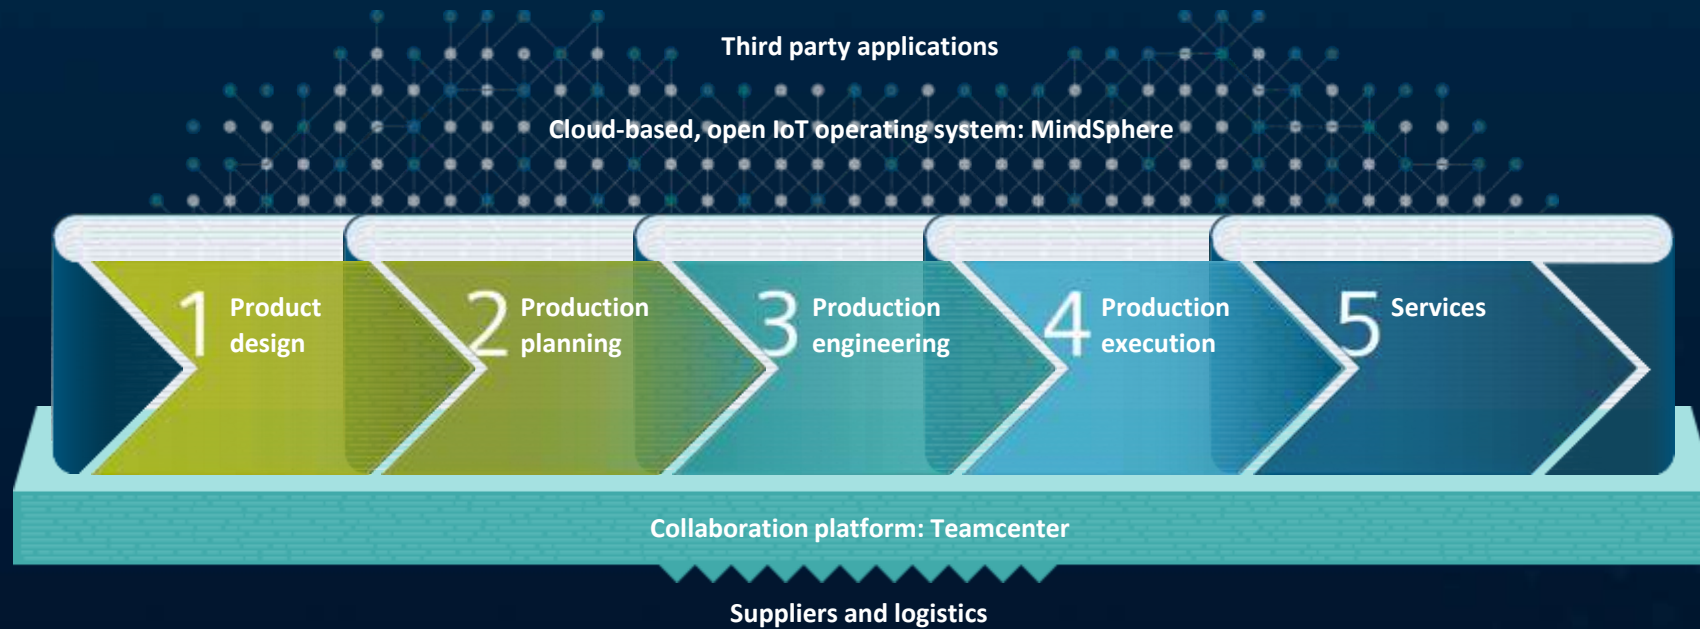 Third party applications
Cloud-based, open IoT operating system: MindSphere
1 Product
design
2 Production
planning
3 Production
engineering
4 Production
execution
5 Services
Collaboration platform: Teamcenter
Suppliers and logistics